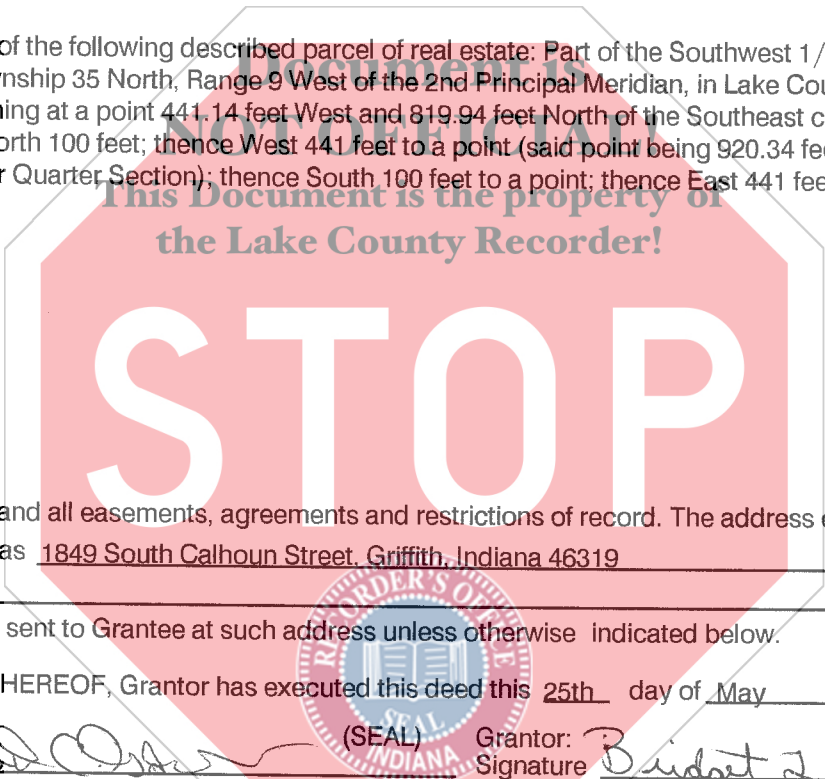 of the following described parcel of real estate: Part of the Southwest 1/
Document is
nship 35 North, Range 9 West of the 2nd Principal Meridian, in Lake Cou
ning at a point 441.14 feet West and 819.94 feet North of the Southeast c
NOT OFFICIAL!
orth 100 feet; thence West 441 feet to a point (said point being 920.34 fee
r Quarter Section); thence South 100 feet to a point; thence East 441 fee
This Document is the property of
the Lake County Recorder!
STOP
and all easements, agreements and restrictions of record. The address o
as 1849 South Calhoun Street, Griffith, Indiana 46319
RECORDER'S OFFICE
sent to Grantee at such address unless otherwise indicated below.
HEREOF, Grantor has executed this deed this 25th day of May
SEAL
(SEAL) Grantor:
INDIANA
Signature Bridget